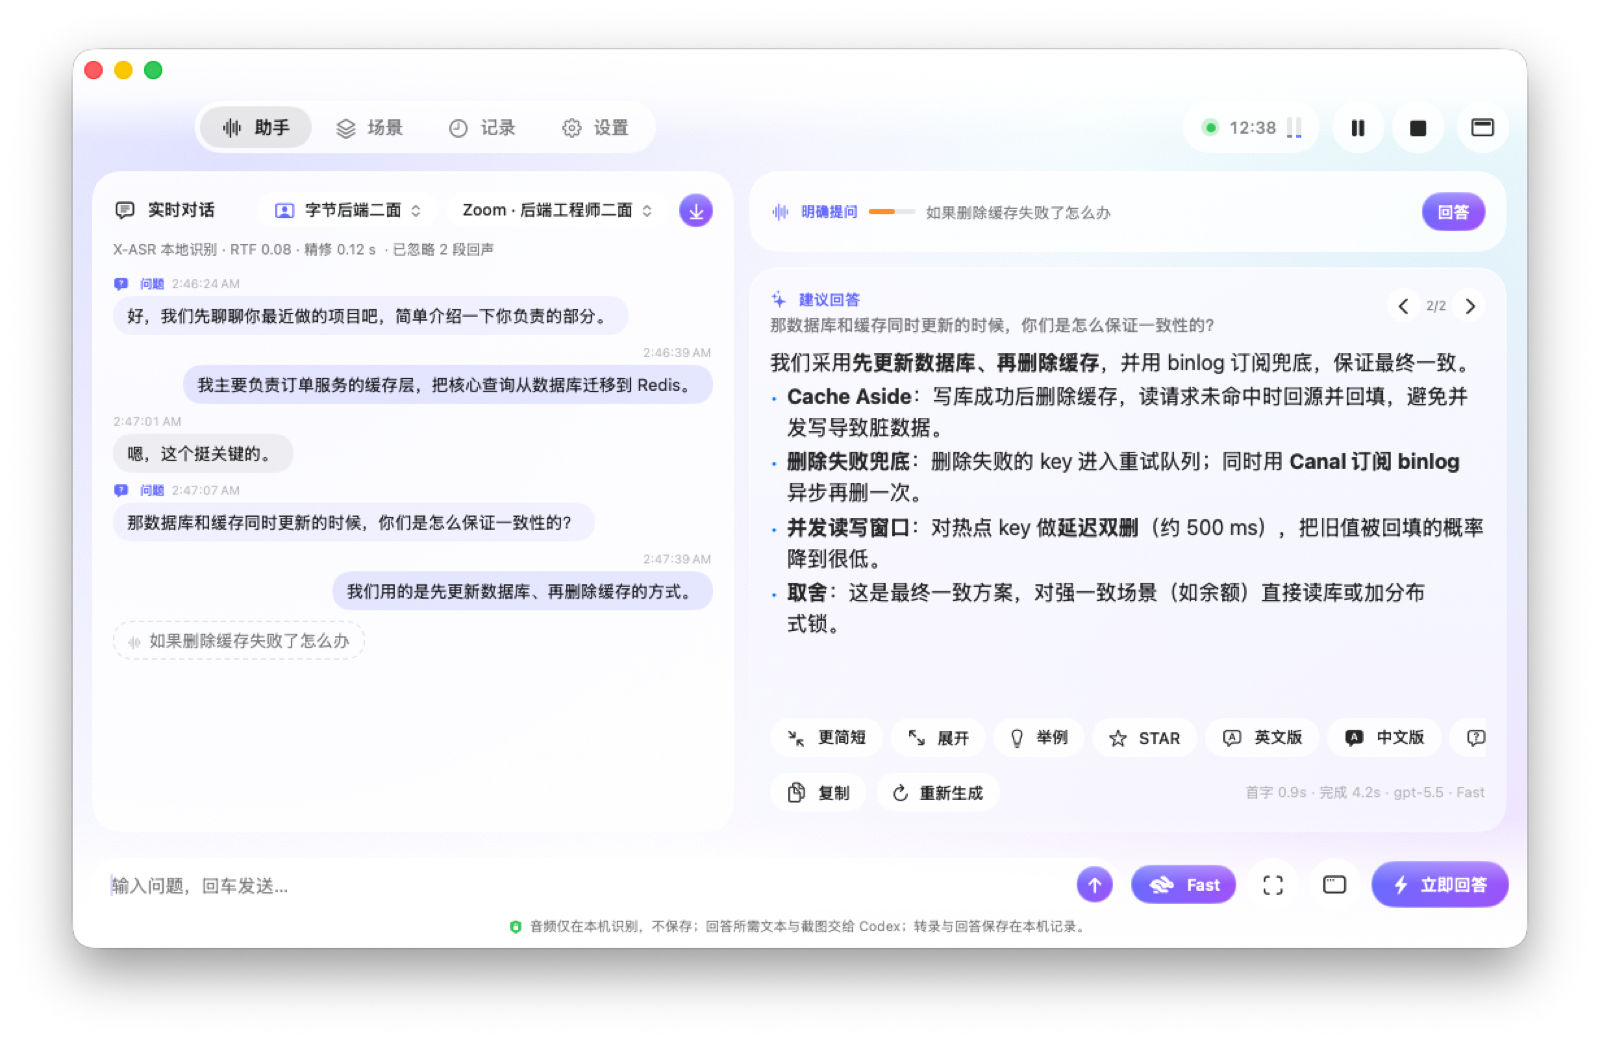 助手
场景
记录
设置
12:38
实时对话
字节后端二面
Zoom · 后端工程师二面
X-ASR 本地识别 · RTF 0.08 · 精修 0.12 s · 已忽略 2 段回声
问题 2:46:24 AM
好，我们先聊聊你最近做的项目吧，简单介绍一下你负责的部分。
2:46:39 AM
我主要负责订单服务的缓存层，把核心查询从数据库迁移到 Redis。
2:47:01 AM
嗯，这个挺关键的。
问题 2:47:07 AM
那数据库和缓存同时更新的时候，你们是怎么保证一致性的？
2:47:39 AM
我们用的是先更新数据库、再删除缓存的方式。
如果删除缓存失败了怎么办
明确提问
如果删除缓存失败了怎么办
回答
建议回答
2/2
那数据库和缓存同时更新的时候，你们是怎么保证一致性的？
我们采用先更新数据库、再删除缓存，并用 binlog 订阅兜底，保证最终一致。
· Cache Aside：写库成功后删除缓存，读请求未命中时回源并回填，避免并
发写导致脏数据。
· 删除失败兜底：删除失败的 key 进入重试队列；同时用 Canal 订阅 binlog
异步再删一次。
· 并发读写窗口：对热点 key 做延迟双删（约 500 ms），把旧值被回填的概率
降到很低。
· 取舍：这是最终一致方案，对强一致场景（如余额）直接读库或加分布
式锁。
更简短
展开
举例
STAR
英文版
中文版
复制
重新生成
首字 0.9s · 完成 4.2s · gpt-5.5 · Fast
输入问题，回车发送...
Fast
立即回答
音频仅在本机识别，不保存；回答所需文本与截图交给 Codex；转录与回答保存在本机记录。